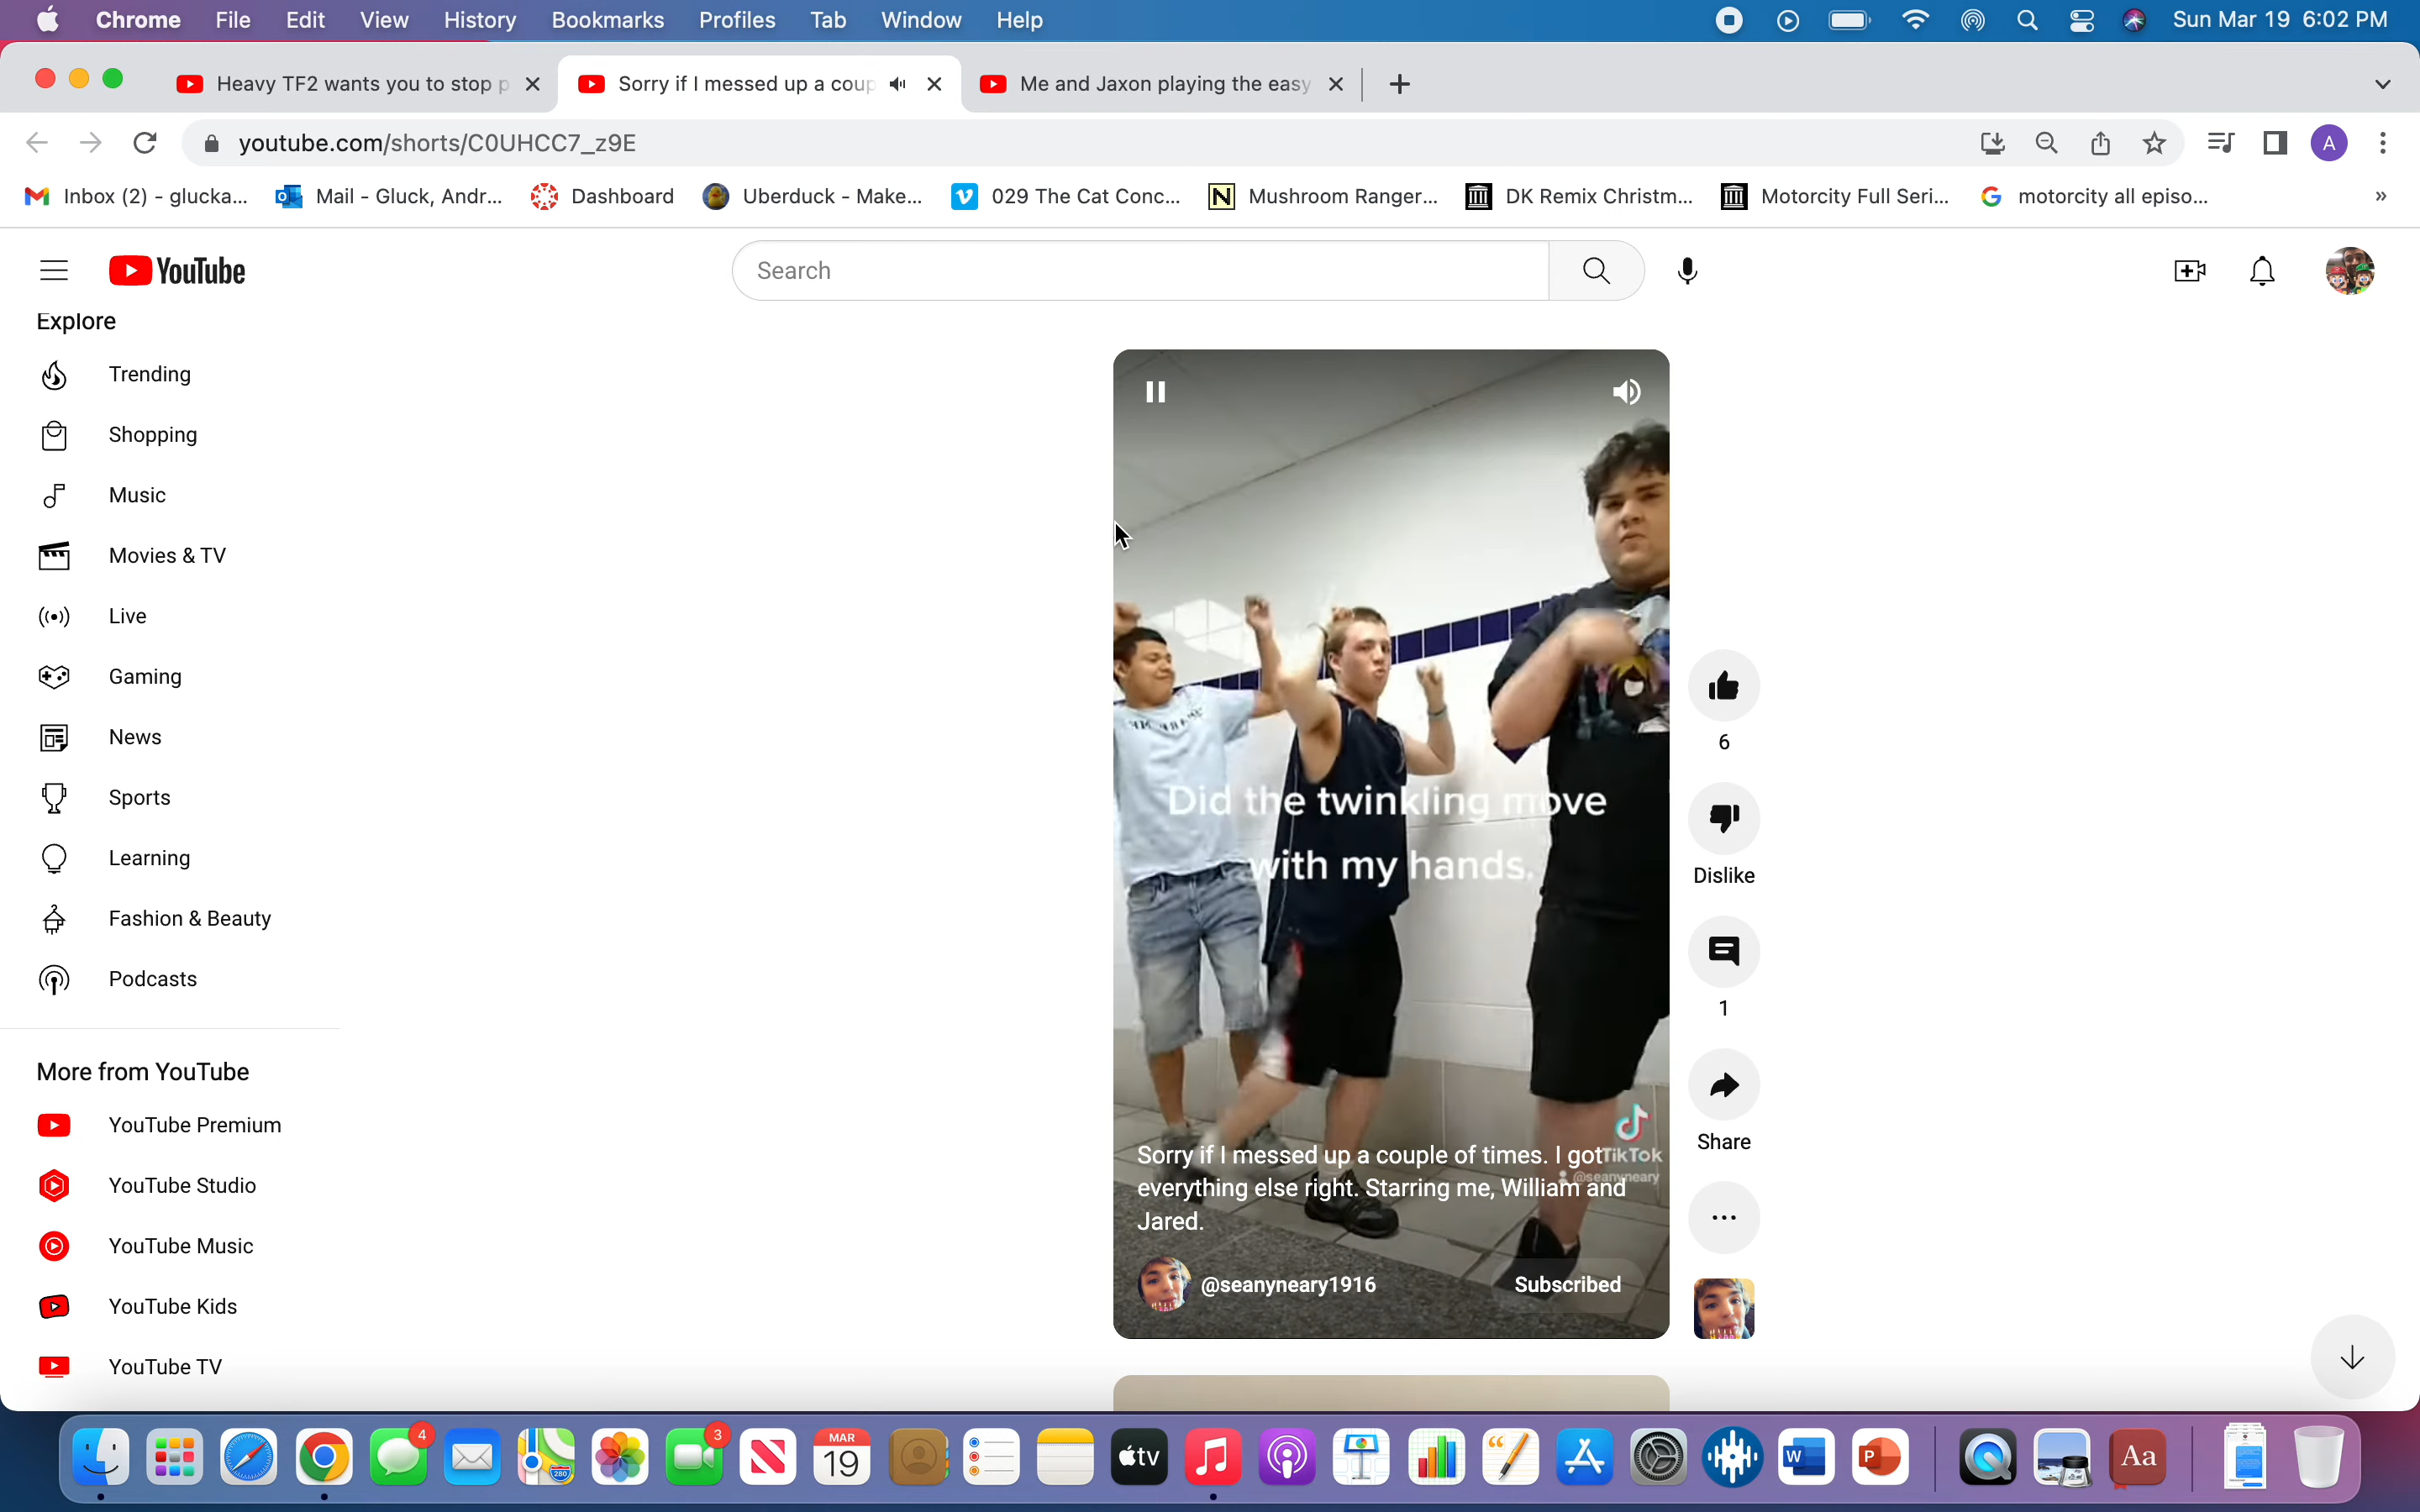 Chrome File Edit View History Bookmarks Profiles Tab Window Help Sun Mar 19 6:02 PM
Heavy TF2 wants you to stop p Sorry if I messed up a coup Me and Jaxon playing the easy
youtube.com/shorts/C0UHCC7_z9E A
Inbox (2) - glucka... Mail - Gluck, Andr... Dashboard Uberduck - Make... 029 The Cat Conc... N Mushroom Ranger... DK Remix Christm... Motorcity Full Seri... motorcity all episo... »
YouTube Search
Explore
Trending
Shopping
Music
Movies & TV
Live
Gaming
News
Sports
Learning
Fashion & Beauty
Podcasts
More from YouTube
YouTube Premium
YouTube Studio
YouTube Music
YouTube Kids
YouTube TV
Did the twinkling move
with my hands.
TikTok
@seanyneary
Sorry if I messed up a couple of times. I got
everything else right. Starring me, William and
Jared.
@seanyneary1916 Subscribed
6
Dislike
1
Share
4
280
3
MAR
19
tv
W
P
Aa